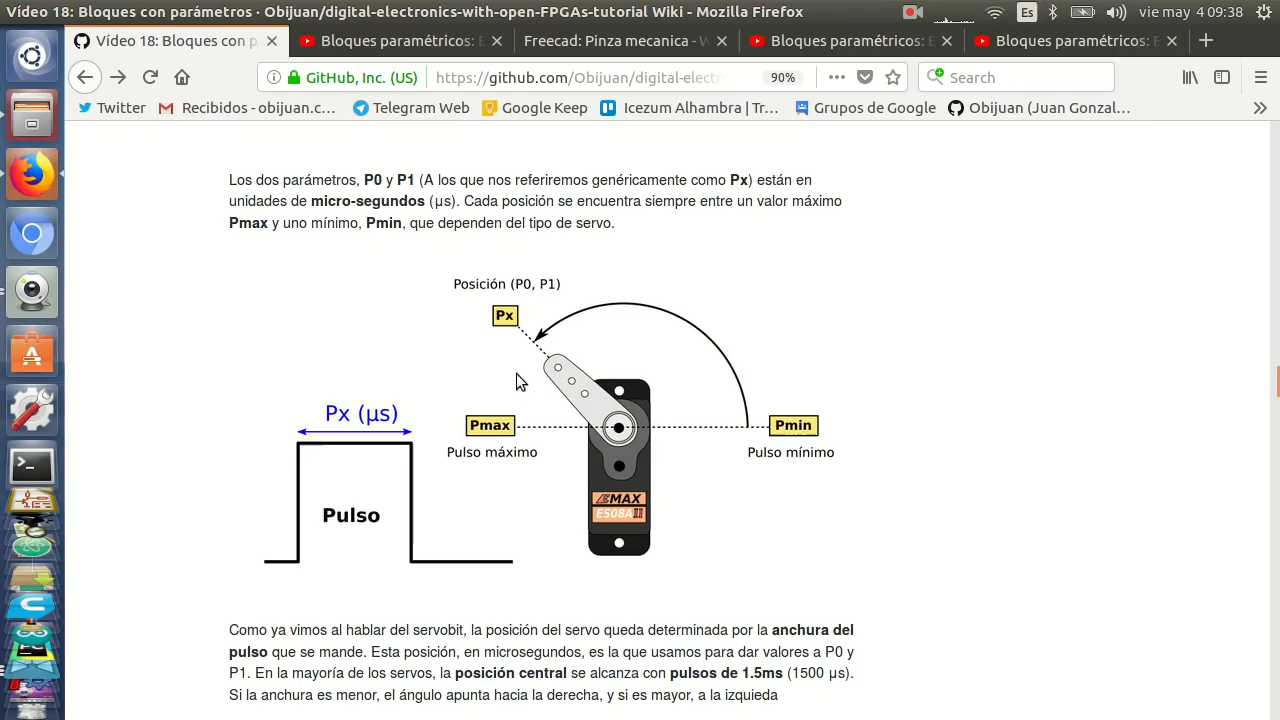 Vídeo 18: Bloques con parámetros · Obijuan/digital-electronics-with-open-FPGAs-tutorial Wiki - Mozilla Firefox
Es
vie may 4 09:38
Vídeo 18: Bloques con p
Bloques paramétricos: E
Freecad: Pinza mecanica - W
Bloques paramétricos: E
Bloques paramétricos: E
GitHub, Inc. (US)
https://github.com/Obijuan/digital-electr
90%
Search
Twitter
Recibidos - obijuan.c…
Telegram Web
Google Keep
Icezum Alhambra | Tr…
Grupos de Google
Obijuan (Juan Gonzal…
Los dos parámetros, P0 y P1 (A los que nos referiremos genéricamente como Px) están en
unidades de micro-segundos (µs). Cada posición se encuentra siempre entre un valor máximo
Pmax y uno mínimo, Pmin, que dependen del tipo de servo.
Posición (P0, P1)
Px
Px (µs)
Pmax
Pmin
Pulso máximo
Pulso mínimo
Pulso
EMAX
ES08AII
Como ya vimos al hablar del servobit, la posición del servo queda determinada por la anchura del
pulso que se mande. Esta posición, en microsegundos, es la que usamos para dar valores a P0 y
P1. En la mayoría de los servos, la posición central se alcanza con pulsos de 1.5ms (1500 µs).
Si la anchura es menor, el ángulo apunta hacia la derecha, y si es mayor, a la izquieda